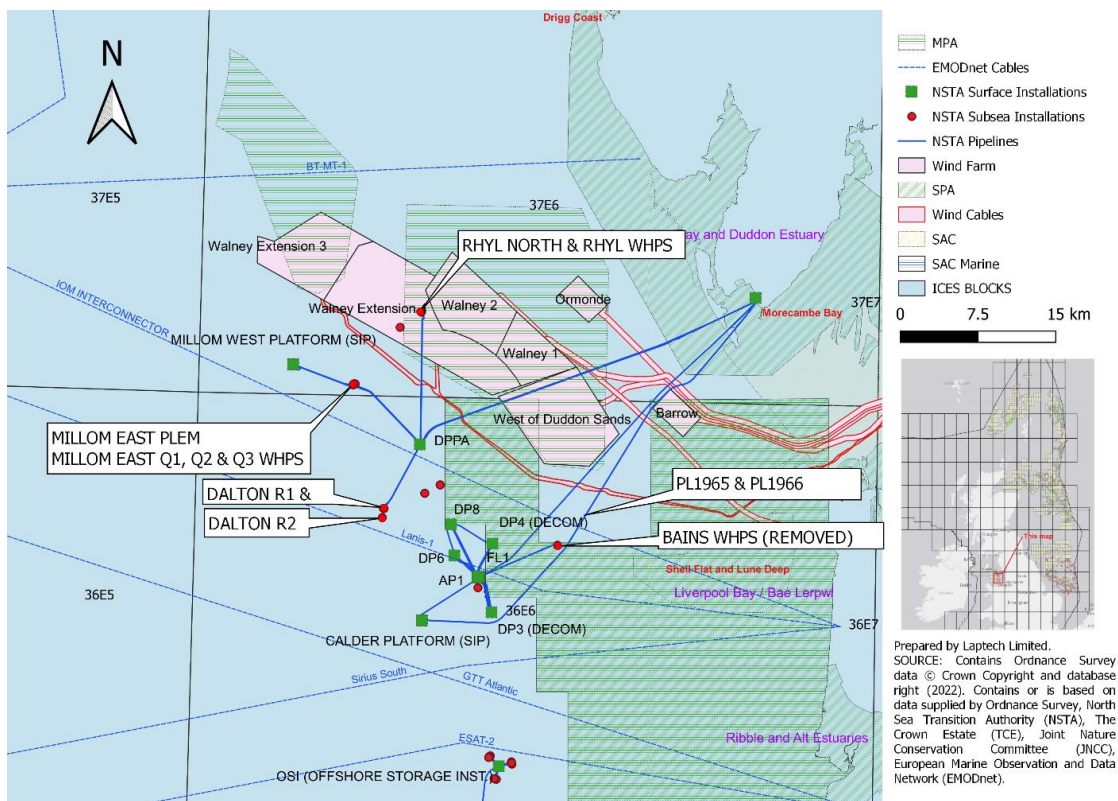 Drigg Coast
N
BT-MT-1
37E5
37E6
RHYL NORTH & RHYL WHPS
ay and Duddon Estuary
Walney Extension 3
Walney Extension
Walney 2
Ormonde
37E7
Morecambe Bay
IOM INTERCONNECTOR
MILLOM WEST PLATFORM (SIP)
Walney 1
West of Duddon Sands
Barrow
MILLOM EAST PLEM
MILLOM EAST Q1, Q2 & Q3 WHPS
DPPA
PL1965 & PL1966
DALTON R1 &
DALTON R2
DP8
DP4 (DECOM)
BAINS WHPS (REMOVED)
Lanis-1
DP6
FL1
Shell Flat and Lune Deep
AP1
Liverpool Bay / Bae Lerpwl
36E5
36E6
36E7
DP3 (DECOM)
CALDER PLATFORM (SIP)
Sirius South
GTT Atlantic
ESAT-2
Ribble and Alt Estuaries
OSI (OFFSHORE STORAGE INST.)
MPA
EMODnet Cables
NSTA Surface Installations
NSTA Subsea Installations
NSTA Pipelines
Wind Farm
SPA
Wind Cables
SAC
SAC Marine
ICES BLOCKS
0 7.5 15 km
This map
Prepared by Laptech Limited.
SOURCE: Contains Ordnance Survey
data © Crown Copyright and database
right (2022). Contains or is based on
data supplied by Ordnance Survey, North
Sea Transition Authority (NSTA), The
Crown Estate (TCE), Joint Nature
Conservation Committee (JNCC),
European Marine Observation and Data
Network (EMODnet).